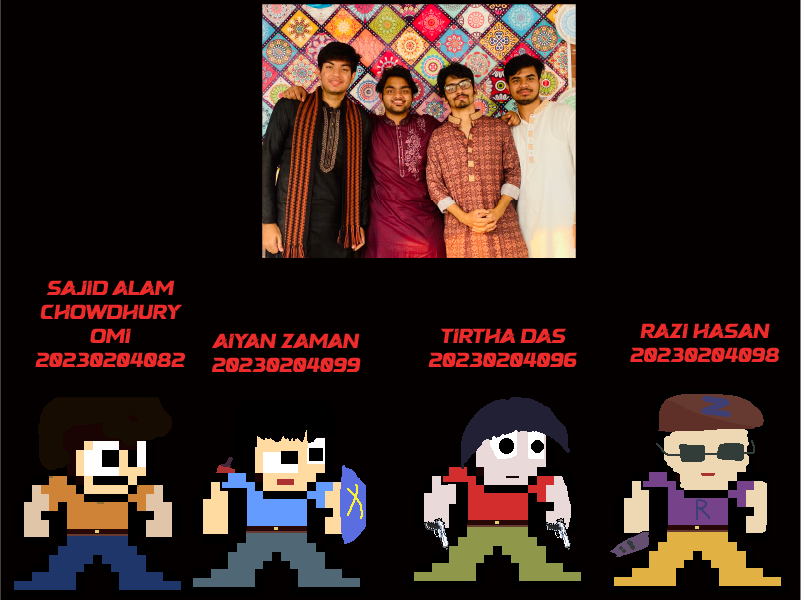 SAJID ALAM
CHOWDHURY
OMI
20230204082
AIYAN ZAMAN
20230204099
TIRTHA DAS
20230204096
RAZI HASAN
20230204098
Z
R